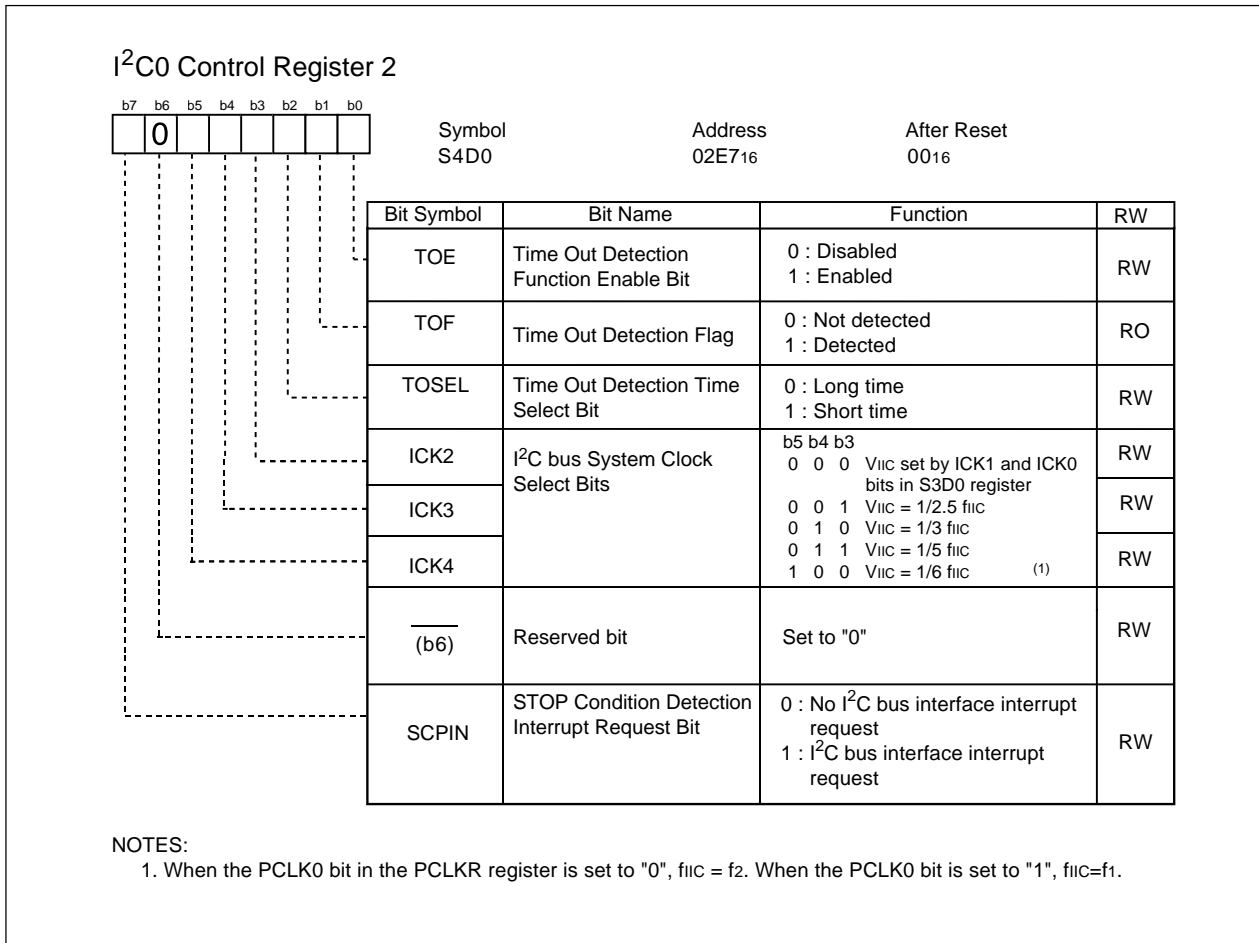 I²C0 Control Register 2
b7 b6 b5 b4 b3 b2 b1 b0
0
Symbol Address After Reset
S4D0 02E716 0016
Bit Symbol Bit Name Function RW
TOE Time Out Detection 0 : Disabled RW
Function Enable Bit 1 : Enabled
TOF Time Out Detection Flag 0 : Not detected RO
1 : Detected
TOSEL Time Out Detection Time 0 : Long time RW
Select Bit 1 : Short time
b5 b4 b3
ICK2 I²C bus System Clock 0 0 0 VIIC set by ICK1 and ICK0 RW
Select Bits bits in S3D0 register
ICK3 0 0 1 VIIC = 1/2.5 fIIC RW
0 1 0 VIIC = 1/3 fIIC
ICK4 0 1 1 VIIC = 1/5 fIIC RW
1 0 0 VIIC = 1/6 fIIC (1)
(b6) Reserved bit Set to "0" RW
STOP Condition Detection 0 : No I²C bus interface interrupt
SCPIN Interrupt Request Bit request RW
1 : I²C bus interface interrupt
request
NOTES:
1. When the PCLK0 bit in the PCLKR register is set to "0", fIIC = f2. When the PCLK0 bit is set to "1", fIIC=f1.